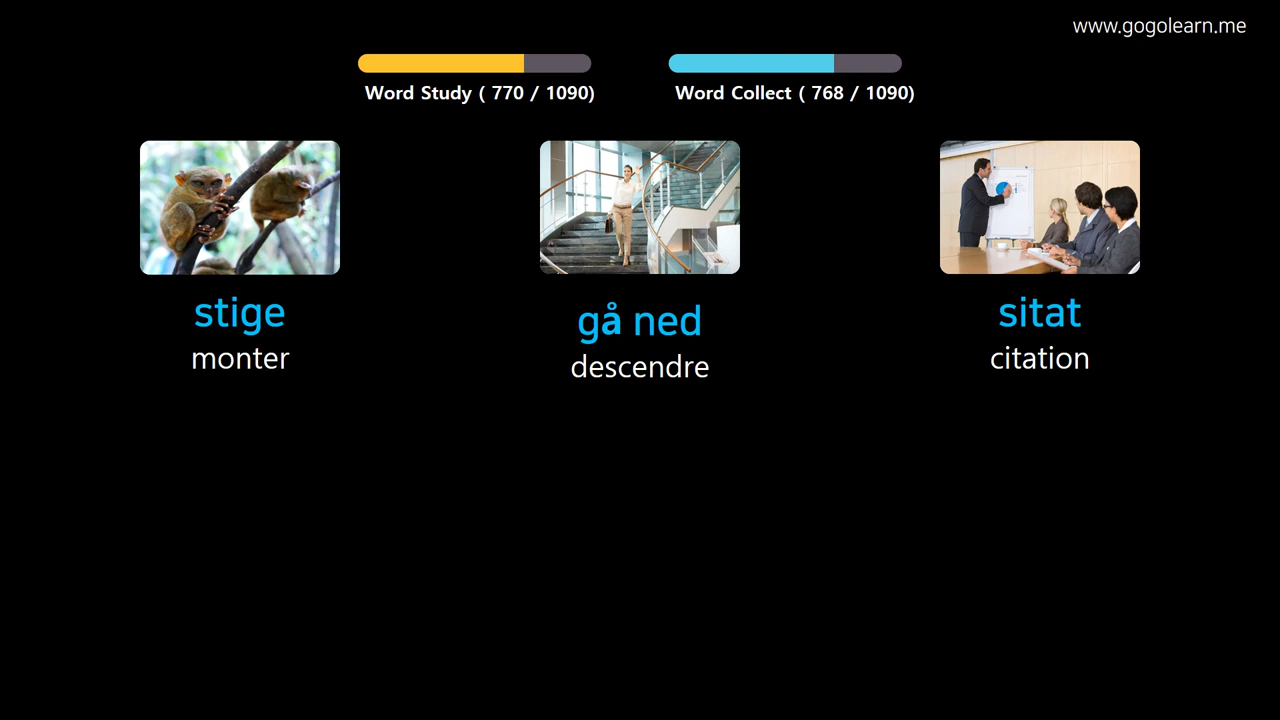 www.gogolearn.me
Word Study ( 770 / 1090)
Word Collect ( 768 / 1090)
stige
monter
gå ned
descendre
sitat
citation